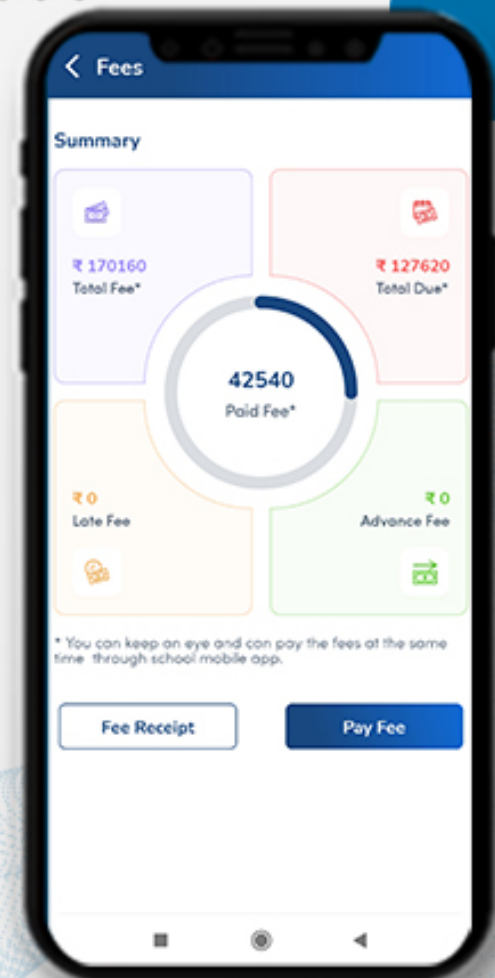 Fees
Summary
₹ 170160
Total Fee*
₹ 127620
Total Due*
42540
Paid Fee*
₹ 0
Late Fee
₹ 0
Advance Fee
* You can keep an eye and can pay the fees at the same
time through school mobile app.
Fee Receipt
Pay Fee